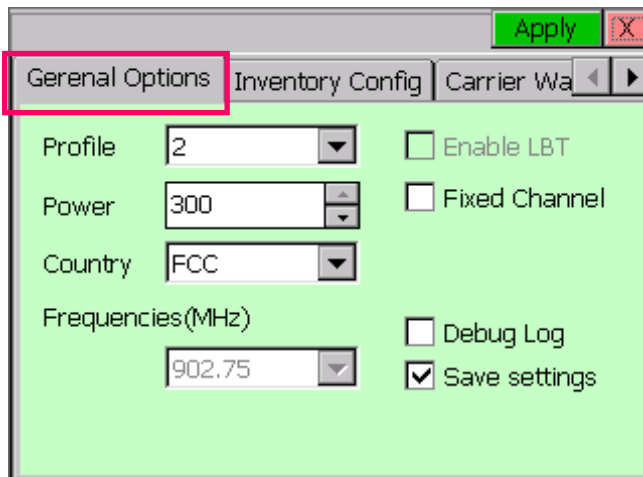 Apply X
Gerenal Options Inventory Config Carrier Wa
Profile 2 Enable LBT
Power 300 Fixed Channel
Country FCC
Frequencies(MHz)
Debug Log
902.75 Save settings